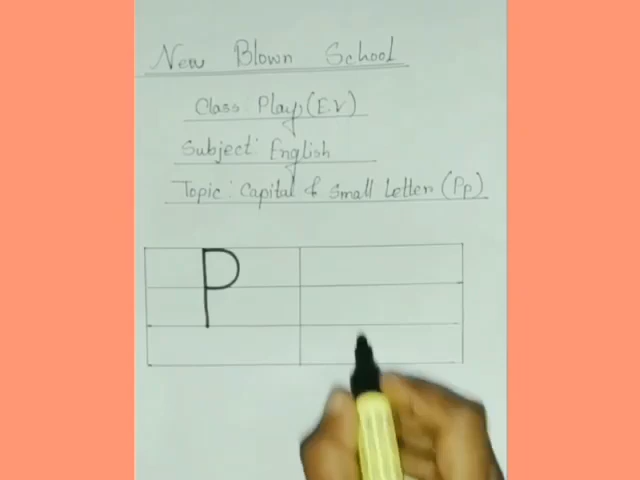 New Blown School
Class: Play, (E.V)
Subject: English
Topic: Capital & Small Letter (Pp)
P